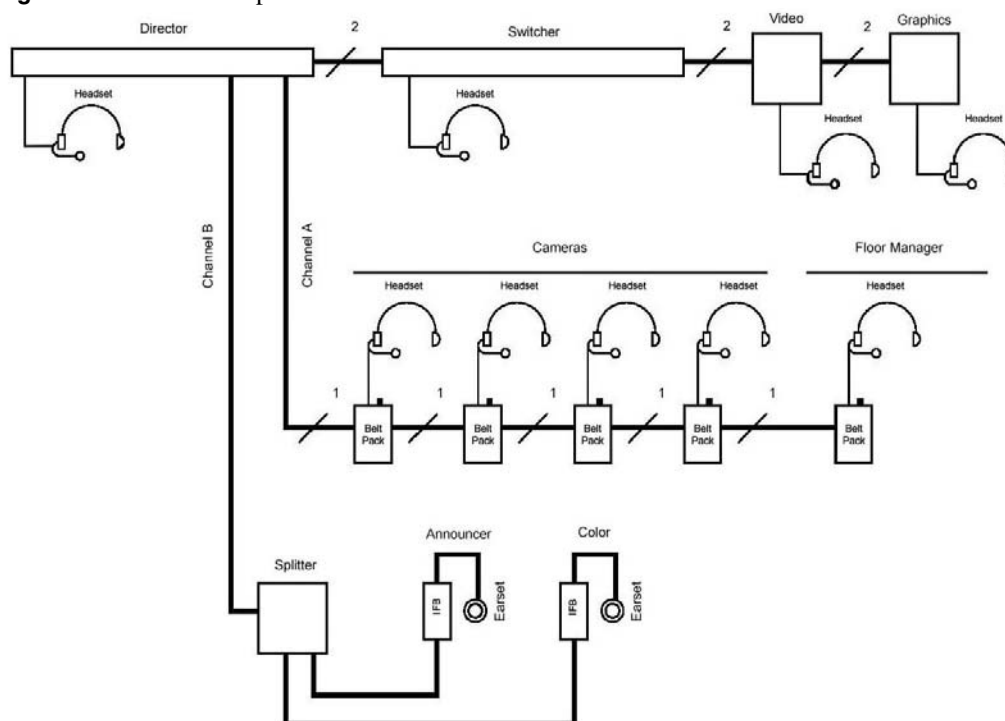 Director
2
Switcher
2
Video
2
Graphics
Headset
Headset
Headset
Headset
Channel B
Channel A
Cameras
Floor Manager
Headset
Headset
Headset
Headset
Headset
1
1
1
1
1
Belt
Pack
Belt
Pack
Belt
Pack
Belt
Pack
Belt
Pack
Splitter
Announcer
Color
IFB
Earset
IFB
Earset